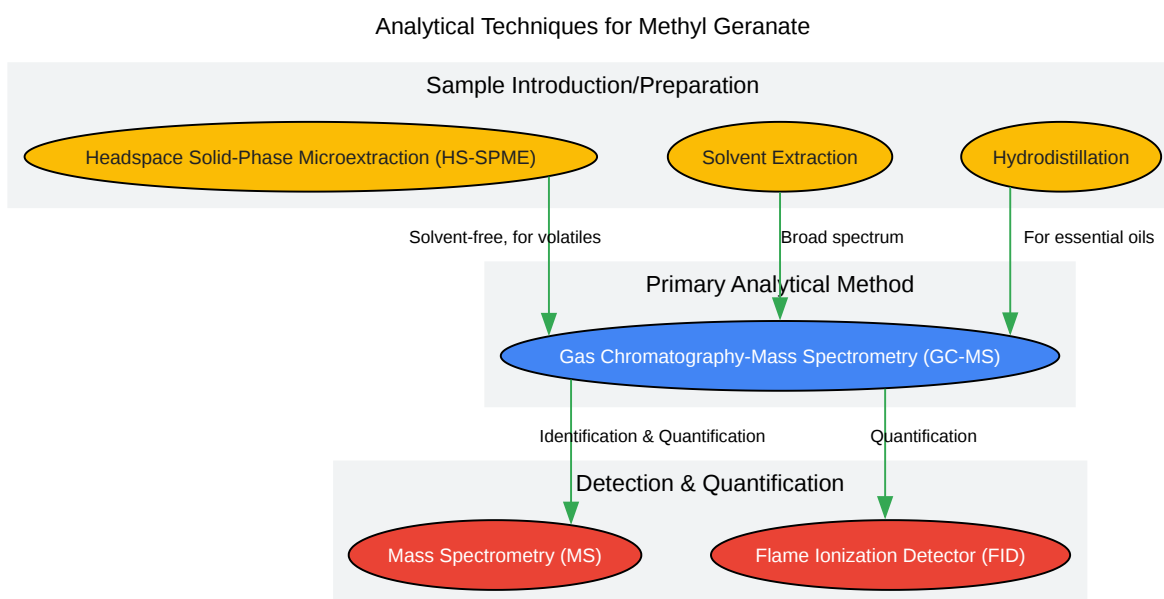 Analytical Techniques for Methyl Geranate
Sample Introduction/Preparation
Headspace Solid-Phase Microextraction (HS-SPME)
Solvent Extraction
Hydrodistillation
Solvent-free, for volatiles
Broad spectrum
For essential oils
Primary Analytical Method
Gas Chromatography-Mass Spectrometry (GC-MS)
Identification & Quantification
Quantification
Detection & Quantification
Mass Spectrometry (MS)
Flame Ionization Detector (FID)